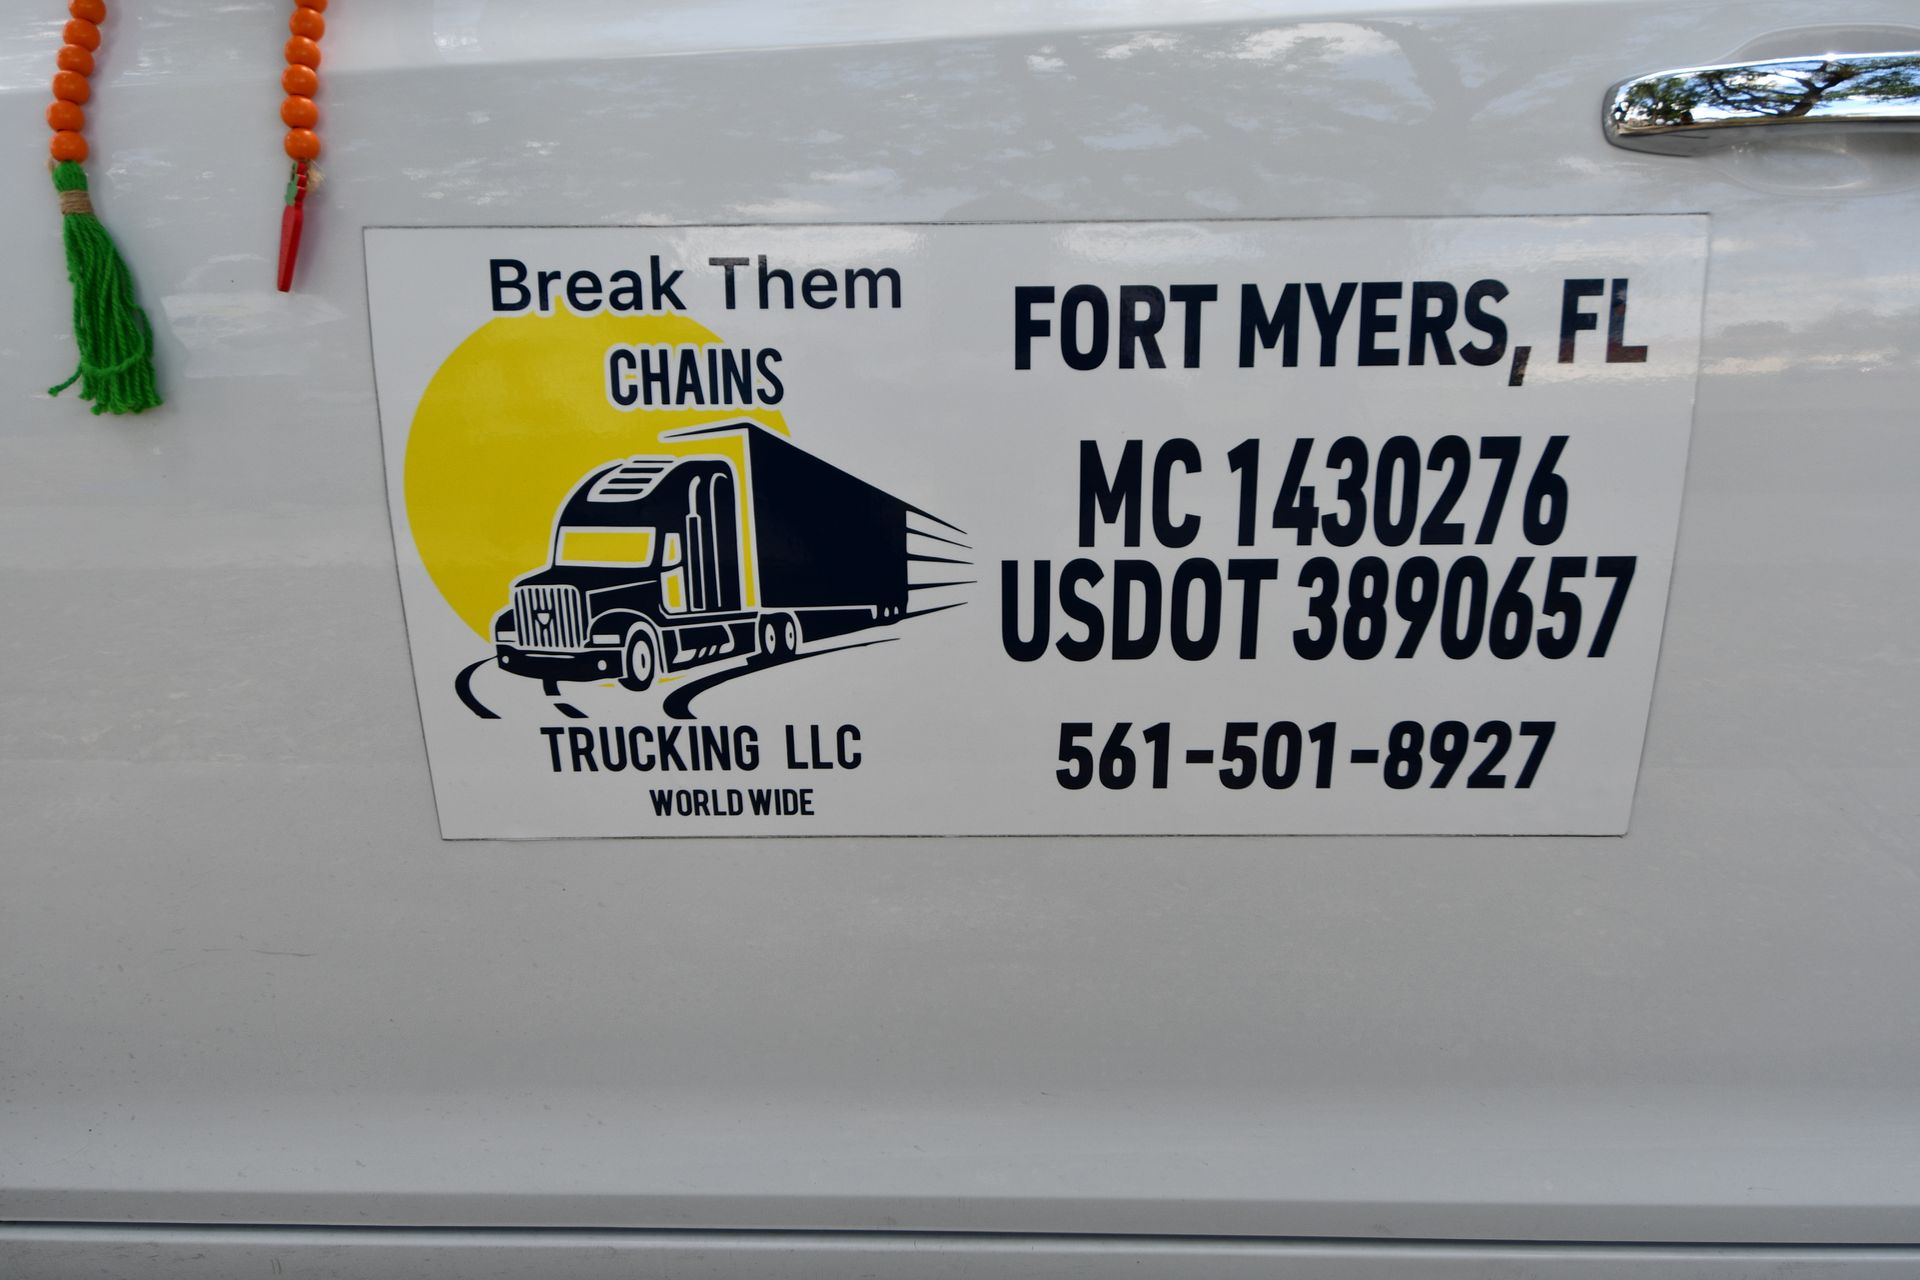 Break Them
CHAINS
TRUCKING LLC
WORLD WIDE
FORT MYERS, FL
MC 1430276
USDOT 3890657
561-501-8927